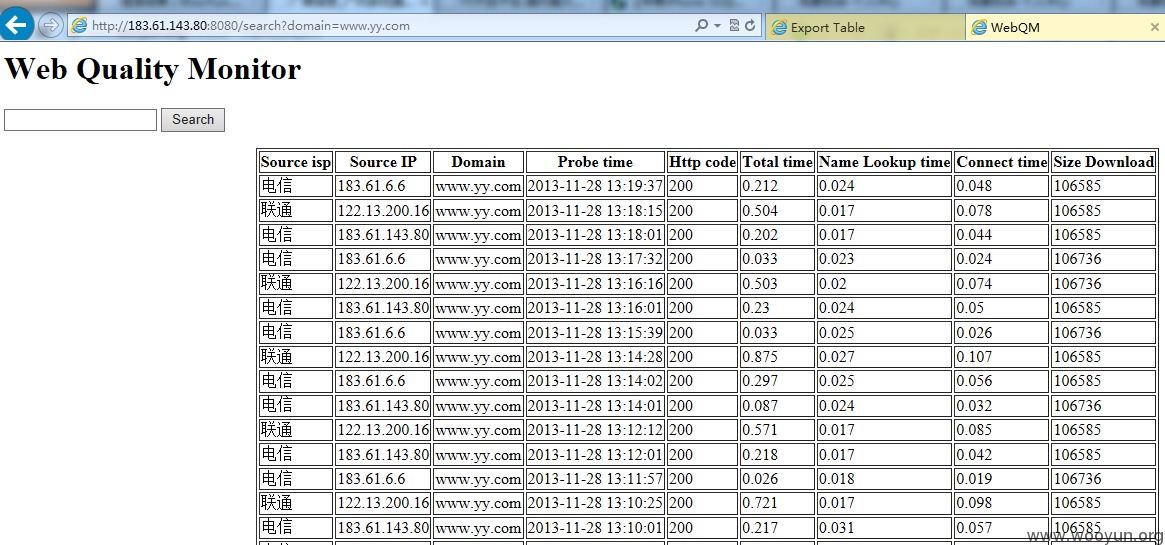 http://183.61.143.80:8080/search?domain=www.yy.com
Export Table
WebQM
Web Quality Monitor
Search
Source isp Source IP Domain Probe time Http code Total time Name Lookup time Connect time Size Download
电信 183.61.6.6 www.yy.com 2013-11-28 13:19:37 200 0.212 0.024 0.048 106585
联通 122.13.200.16 www.yy.com 2013-11-28 13:18:15 200 0.504 0.017 0.078 106585
电信 183.61.143.80 www.yy.com 2013-11-28 13:18:01 200 0.202 0.017 0.044 106585
电信 183.61.6.6 www.yy.com 2013-11-28 13:17:32 200 0.033 0.023 0.024 106736
联通 122.13.200.16 www.yy.com 2013-11-28 13:16:16 200 0.503 0.02 0.074 106736
电信 183.61.143.80 www.yy.com 2013-11-28 13:16:01 200 0.23 0.024 0.05 106585
电信 183.61.6.6 www.yy.com 2013-11-28 13:15:39 200 0.033 0.025 0.026 106736
联通 122.13.200.16 www.yy.com 2013-11-28 13:14:28 200 0.875 0.027 0.107 106585
电信 183.61.6.6 www.yy.com 2013-11-28 13:14:02 200 0.297 0.025 0.056 106585
电信 183.61.143.80 www.yy.com 2013-11-28 13:14:01 200 0.087 0.024 0.032 106736
联通 122.13.200.16 www.yy.com 2013-11-28 13:12:12 200 0.571 0.017 0.085 106585
电信 183.61.143.80 www.yy.com 2013-11-28 13:12:01 200 0.218 0.017 0.042 106585
电信 183.61.6.6 www.yy.com 2013-11-28 13:11:57 200 0.026 0.018 0.019 106736
联通 122.13.200.16 www.yy.com 2013-11-28 13:10:25 200 0.721 0.017 0.098 106585
电信 183.61.143.80 www.yy.com 2013-11-28 13:10:01 200 0.217 0.031 0.057 106585
www.wooyun.org